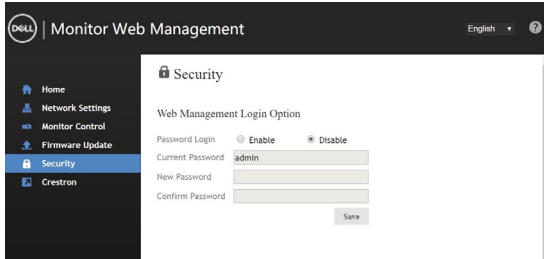 DELL | Monitor Web Management
English
?
Home
Network Settings
Monitor Control
Firmware Update
Security
Crestron
Security
Web Management Login Option
Password Login Enable Disable
Current Password admin
New Password
Confirm Password
Save